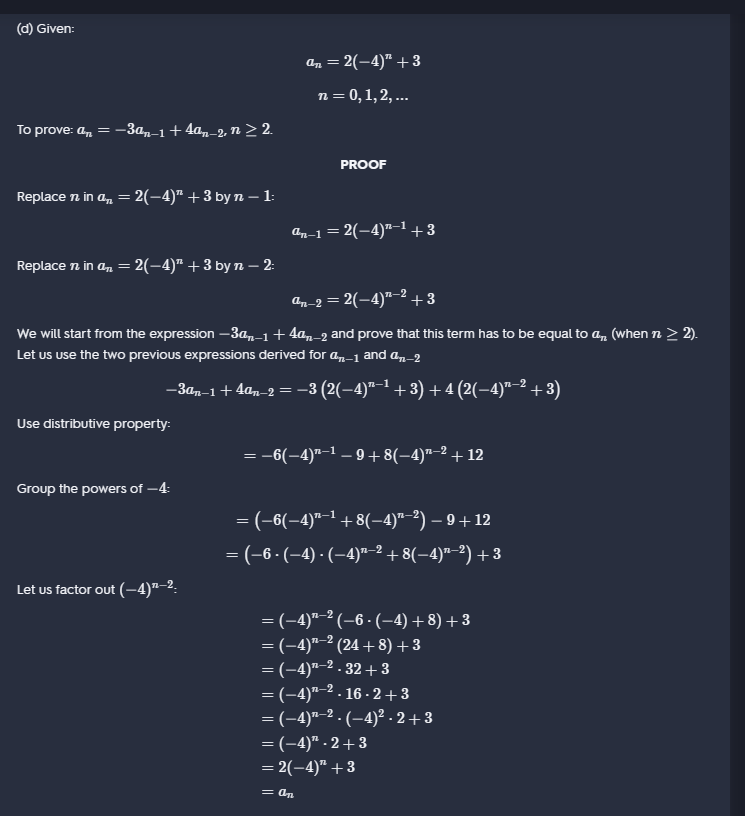 (d) Given:
aₙ = 2(−4)ⁿ + 3
n = 0, 1, 2, ...
To prove: aₙ = −3aₙ₋₁ + 4aₙ₋₂, n ≥ 2.
PROOF
Replace n in aₙ = 2(−4)ⁿ + 3 by n − 1:
aₙ₋₁ = 2(−4)ⁿ⁻¹ + 3
Replace n in aₙ = 2(−4)ⁿ + 3 by n − 2:
aₙ₋₂ = 2(−4)ⁿ⁻² + 3
We will start from the expression −3aₙ₋₁ + 4aₙ₋₂ and prove that this term has to be equal to aₙ (when n ≥ 2).
Let us use the two previous expressions derived for aₙ₋₁ and aₙ₋₂
−3aₙ₋₁ + 4aₙ₋₂ = −3 (2(−4)ⁿ⁻¹ + 3) + 4 (2(−4)ⁿ⁻² + 3)
Use distributive property:
= −6(−4)ⁿ⁻¹ − 9 + 8(−4)ⁿ⁻² + 12
Group the powers of −4:
= (−6(−4)ⁿ⁻¹ + 8(−4)ⁿ⁻²) − 9 + 12
= (−6 · (−4) · (−4)ⁿ⁻² + 8(−4)ⁿ⁻²) + 3
Let us factor out (−4)ⁿ⁻²:
= (−4)ⁿ⁻² (−6 · (−4) + 8) + 3
= (−4)ⁿ⁻² (24 + 8) + 3
= (−4)ⁿ⁻² · 32 + 3
= (−4)ⁿ⁻² · 16 · 2 + 3
= (−4)ⁿ⁻² · (−4)² · 2 + 3
= (−4)ⁿ · 2 + 3
= 2(−4)ⁿ + 3
= aₙ